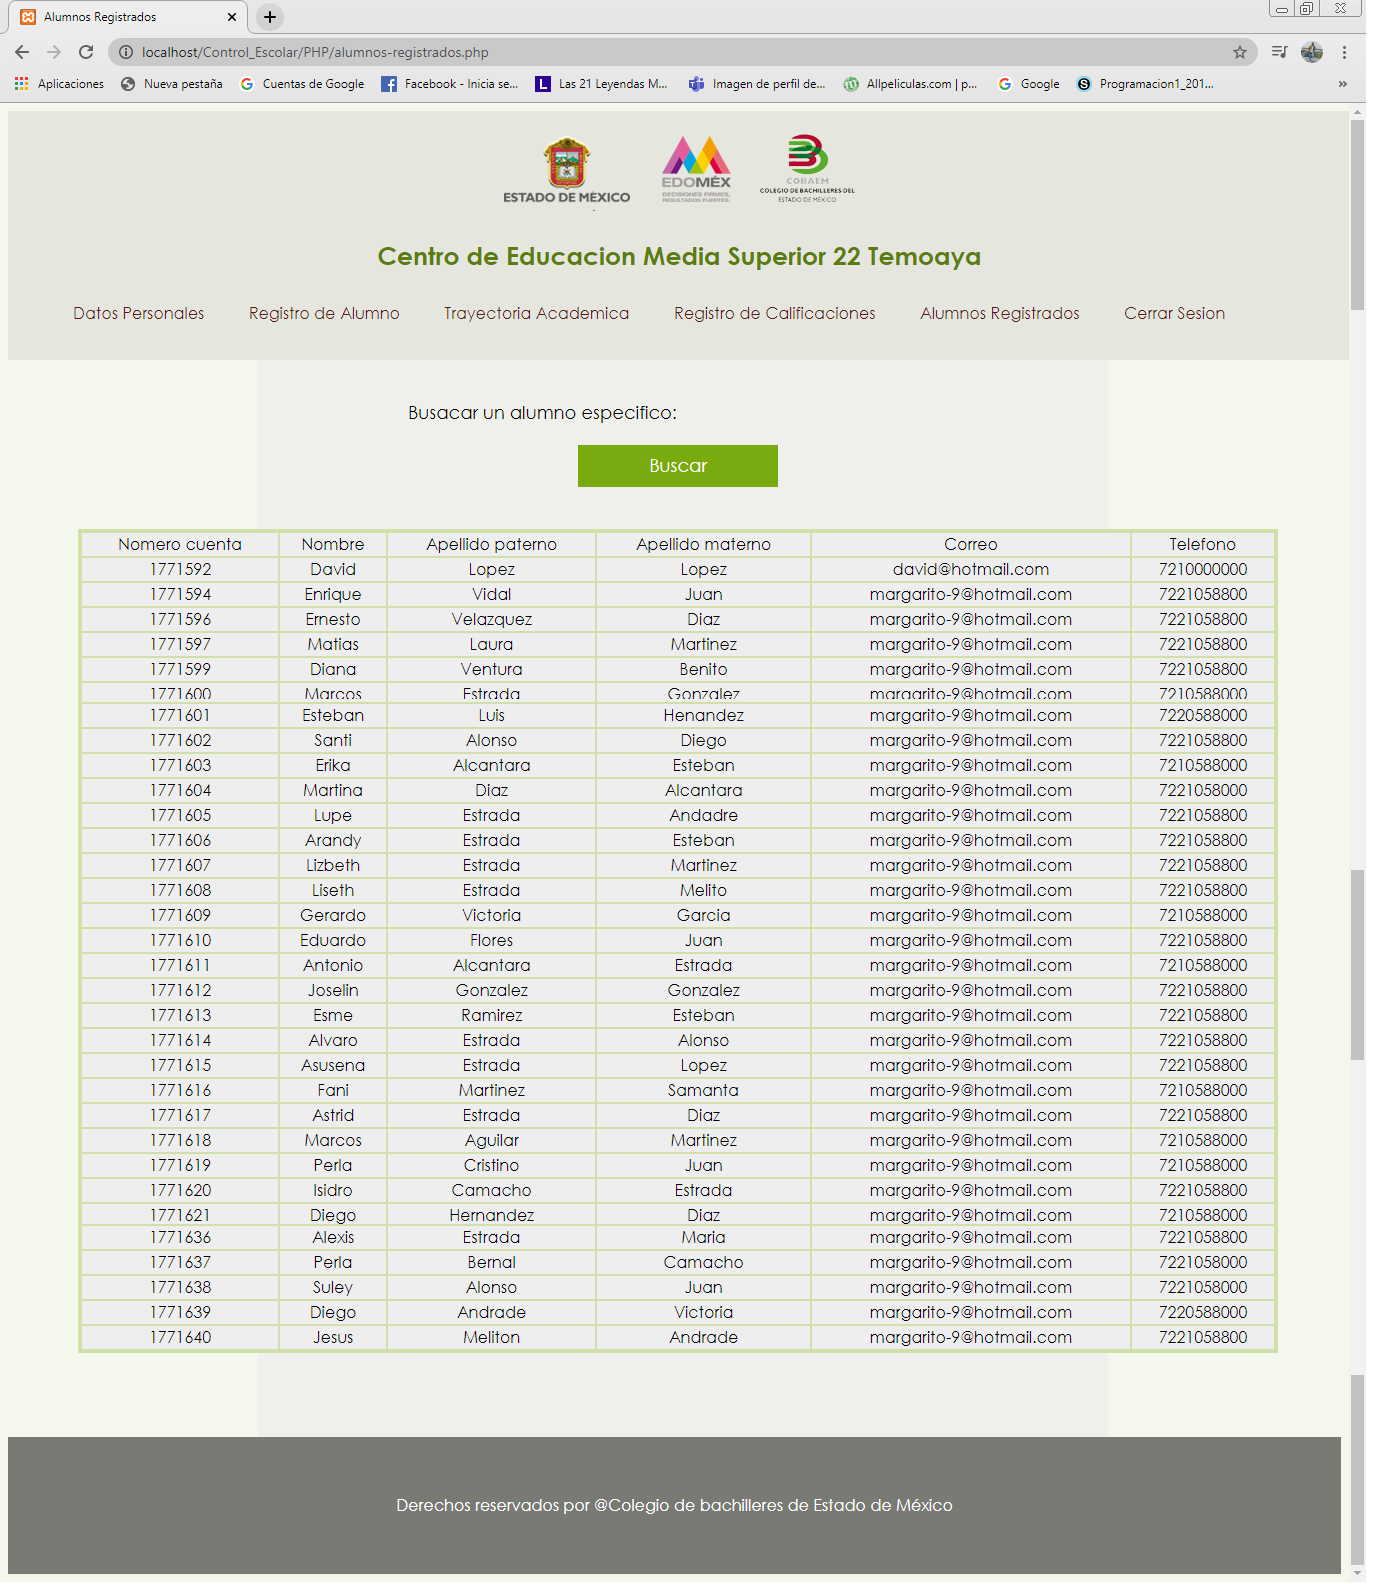 Alumnos Registrados
localhost/Control_Escolar/PHP/alumnos-registrados.php
Aplicaciones Nueva pestaña Cuentas de Google Facebook - Inicia se... Las 21 Leyendas M... Imagen de perfil de... Allpeliculas.com | p... Google Programacion1_201... »
ESTADO DE MÉXICO
EDOMÉX
DECISIONES FIRMES,
RESULTADOS FUERTES.
COBAEM
COLEGIO DE BACHILLERES DEL
ESTADO DE MÉXICO
Centro de Educacion Media Superior 22 Temoaya
Datos Personales Registro de Alumno Trayectoria Academica Registro de Calificaciones Alumnos Registrados Cerrar Sesion
Busacar un alumno especifico:
Buscar
Nomero cuenta Nombre Apellido paterno Apellido materno Correo Telefono
1771592 David Lopez Lopez david@hotmail.com 7210000000
1771594 Enrique Vidal Juan margarito-9@hotmail.com 7221058800
1771596 Ernesto Velazquez Diaz margarito-9@hotmail.com 7221058800
1771597 Matias Laura Martinez margarito-9@hotmail.com 7221058800
1771599 Diana Ventura Benito margarito-9@hotmail.com 7221058800
1771600 Marcos Estrada Gonzalez margarito-9@hotmail.com 7210588000
1771601 Esteban Luis Henandez margarito-9@hotmail.com 7220588000
1771602 Santi Alonso Diego margarito-9@hotmail.com 7221058800
1771603 Erika Alcantara Esteban margarito-9@hotmail.com 7210588000
1771604 Martina Diaz Alcantara margarito-9@hotmail.com 7221058000
1771605 Lupe Estrada Andadre margarito-9@hotmail.com 7221058800
1771606 Arandy Estrada Esteban margarito-9@hotmail.com 7221058800
1771607 Lizbeth Estrada Martinez margarito-9@hotmail.com 7221058800
1771608 Liseth Estrada Melito margarito-9@hotmail.com 7221058800
1771609 Gerardo Victoria Garcia margarito-9@hotmail.com 7210588000
1771610 Eduardo Flores Juan margarito-9@hotmail.com 7221058800
1771611 Antonio Alcantara Estrada margarito-9@hotmail.com 7210588000
1771612 Joselin Gonzalez Gonzalez margarito-9@hotmail.com 7221058800
1771613 Esme Ramirez Esteban margarito-9@hotmail.com 7221058800
1771614 Alvaro Estrada Alonso margarito-9@hotmail.com 7221058800
1771615 Asusena Estrada Lopez margarito-9@hotmail.com 7221058800
1771616 Fani Martinez Samanta margarito-9@hotmail.com 7210588000
1771617 Astrid Estrada Diaz margarito-9@hotmail.com 7221058800
1771618 Marcos Aguilar Martinez margarito-9@hotmail.com 7210588000
1771619 Perla Cristino Juan margarito-9@hotmail.com 7210588000
1771620 Isidro Camacho Estrada margarito-9@hotmail.com 7221058800
1771621 Diego Hernandez Diaz margarito-9@hotmail.com 7210588000
1771636 Alexis Estrada Maria margarito-9@hotmail.com 7221058800
1771637 Perla Bernal Camacho margarito-9@hotmail.com 7221058800
1771638 Suley Alonso Juan margarito-9@hotmail.com 7221058800
1771639 Diego Andrade Victoria margarito-9@hotmail.com 7220588000
1771640 Jesus Meliton Andrade margarito-9@hotmail.com 7221058800
Derechos reservados por @Colegio de bachilleres de Estado de México